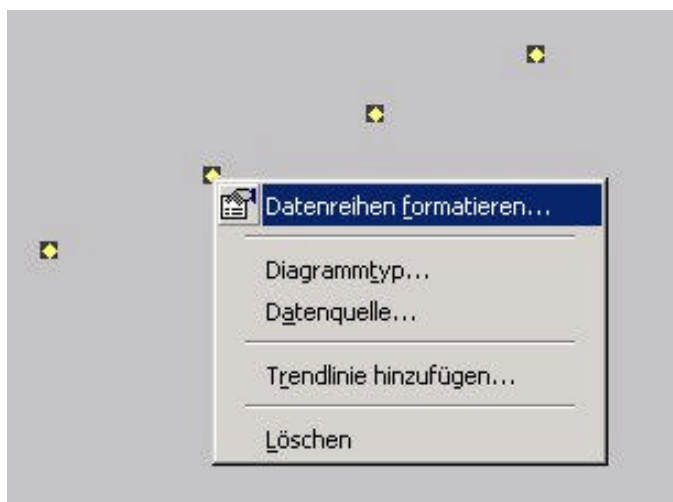 Datenreihen formatieren...
Diagrammtyp...
Datenquelle...
Trendlinie hinzufügen...
Löschen